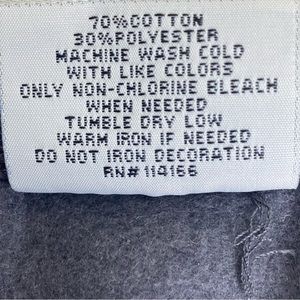 70%COTTON
30%POLYESTER
MACHINE WASH COLD
WITH LIKE COLORS
ONLY NON-CHLORINE BLEACH
WHEN NEEDED
TUMBLE DRY LOW
WARM IRON IF NEEDED
DO NOT IRON DECORATION
RN# 114166